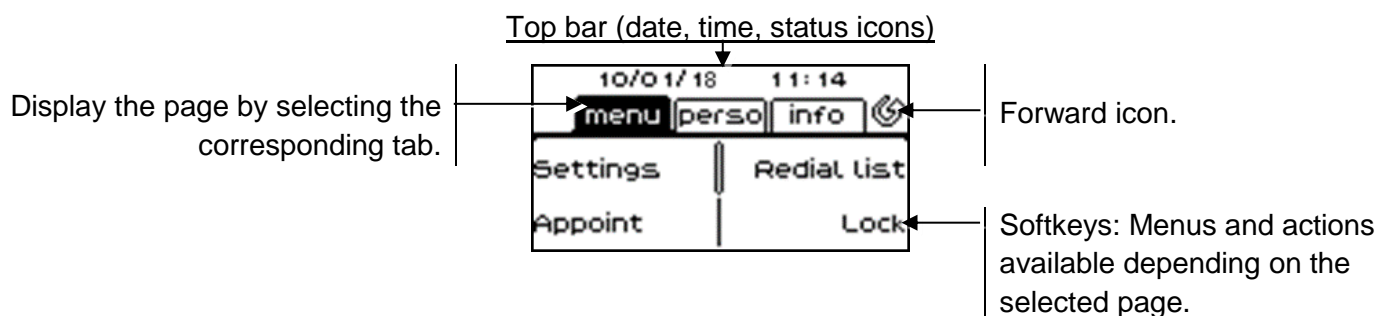 Top bar (date, time, status icons)
10/01/18 11:14
Display the page by selecting the
corresponding tab.
menu perso info
Forward icon.
Settings Redial list
Appoint Lock
Softkeys: Menus and actions
available depending on the
selected page.